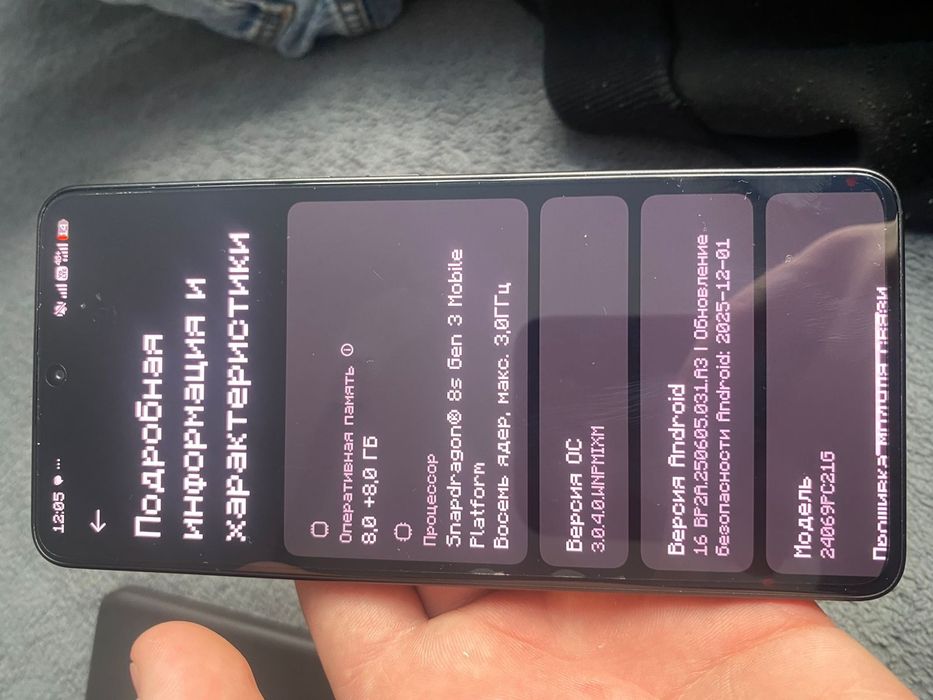 12:05
14
Подробная
информация и
характеристики
Оперативная память
8,0 +8,0 ГБ
Процессор
Snapdragon® 8s Gen 3 Mobile
Platform
Восемь ядер, макс. 3,0ГГц
Версия ОС
3.0.4.0.WNPMIXM
Версия Android
16 BP2A.250605.031.A3 | Обновление
безопасности Android: 2025-12-01
Модель
24069PC21G